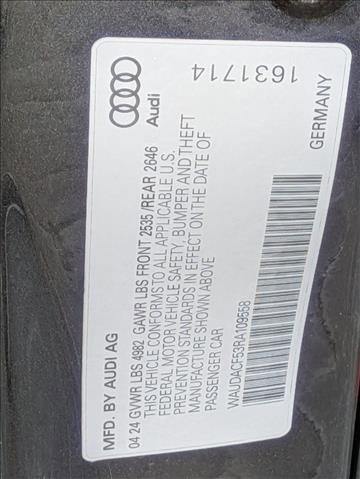 MFD. BY AUDI AG
04 24 GVWR LBS 4982 GAWR LBS FRONT 2535 /REAR 2646
THIS VEHICLE CONFORMS TO ALL APPLICABLE U.S.
FEDERAL MOTOR VEHICLE SAFETY, BUMPER AND THEFT
PREVENTION STANDARDS IN EFFECT ON THE DATE OF
MANUFACTURE SHOWN ABOVE
PASSENGER CAR
WAUDACF53RA109558
Audi
1631714
GERMANY